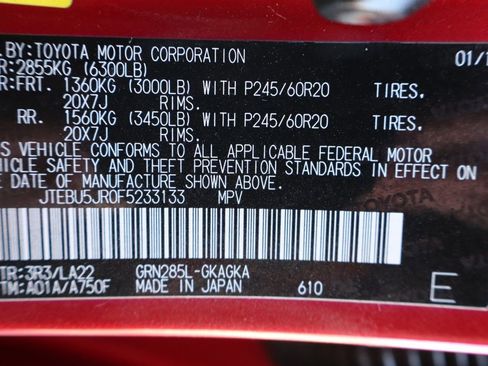 .BY: TOYOTA MOTOR CORPORATION 01/1
R:2855KG (6300LB)
R:FRT. 1360KG (3000LB) WITH P245/60R20 TIRES,
20X7J RIMS.
RR. 1560KG (3450LB) WITH P245/60R20 TIRES,
20X7J RIMS.
S VEHICLE CONFORMS TO ALL APPLICABLE FEDERAL MOTOR
HICLE SAFETY AND THEFT PREVENTION STANDARDS IN EFFECT ON
E DATE OF MANUFACTURE SHOWN ABOVE.
JTEBU5JR0F5233133 MPV
TOYOTA
TR:3R3/LA22 GRN285L-GKAGKA
TM:A01A/A750F MADE IN JAPAN 610 E